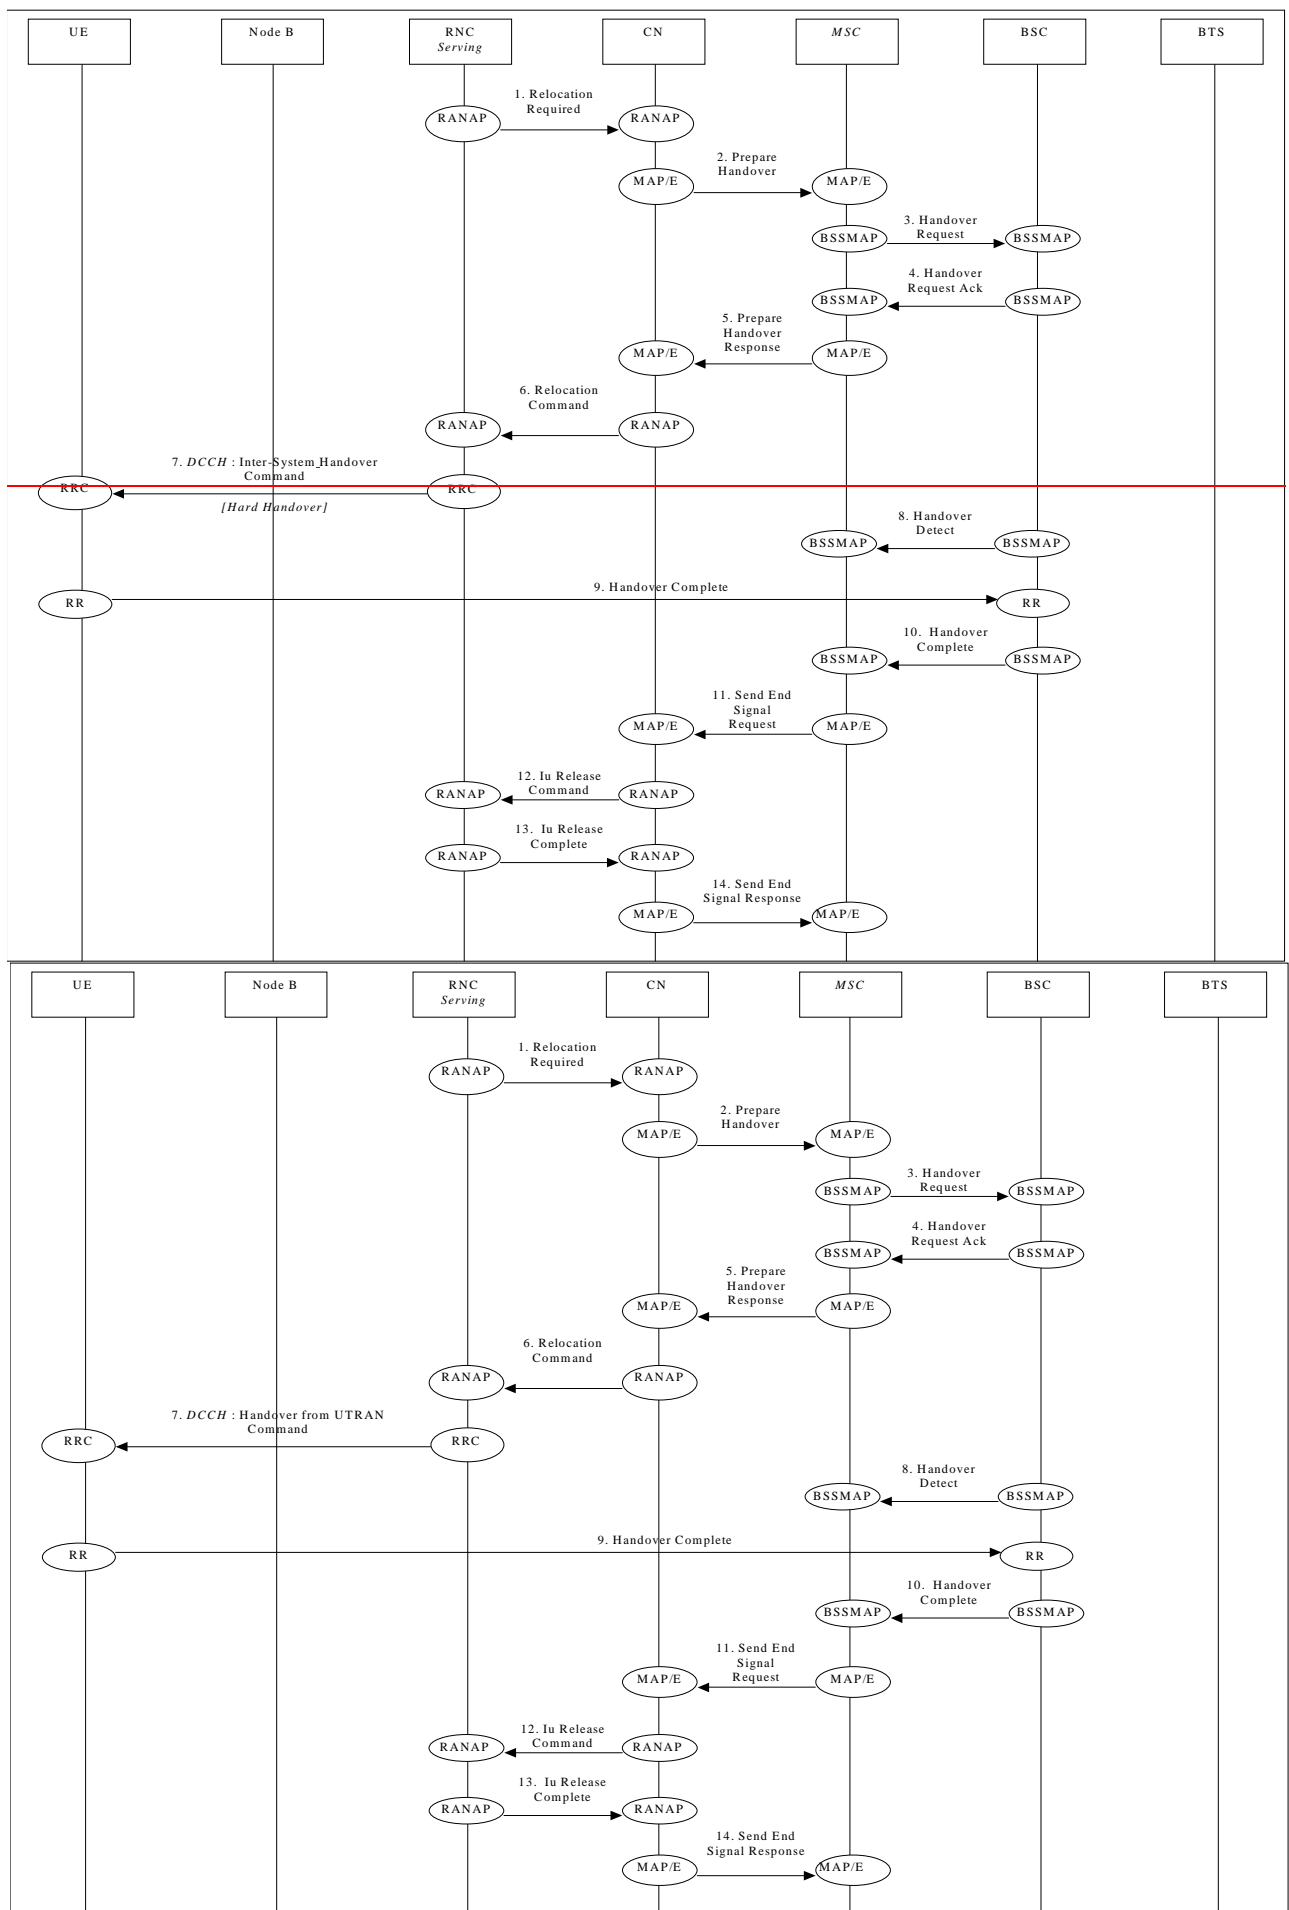 UE
Node B
RNC
Serving
CN
MSC
BSC
BTS
1. Relocation
Required
RANAP
RANAP
2. Prepare
Handover
MAP/E
MAP/E
3. Handover
Request
BSSMAP
BSSMAP
4. Handover
Request Ack
BSSMAP
BSSMAP
5. Prepare
Handover
Response
MAP/E
MAP/E
6. Relocation
Command
RANAP
RANAP
7. DCCH : Inter-System Handover
Command
RRC
RRC
[Hard Handover]
8. Handover
Detect
BSSMAP
BSSMAP
9. Handover Complete
RR
RR
10. Handover
Complete
BSSMAP
BSSMAP
11. Send End
Signal
Request
MAP/E
MAP/E
12. Iu Release
Command
RANAP
RANAP
13. Iu Release
Complete
RANAP
RANAP
14. Send End
Signal Response
MAP/E
MAP/E
UE
Node B
RNC
Serving
CN
MSC
BSC
BTS
1. Relocation
Required
RANAP
RANAP
2. Prepare
Handover
MAP/E
MAP/E
3. Handover
Request
BSSMAP
BSSMAP
4. Handover
Request Ack
BSSMAP
BSSMAP
5. Prepare
Handover
Response
MAP/E
MAP/E
6. Relocation
Command
RANAP
RANAP
7. DCCH : Handover from UTRAN
Command
RRC
RRC
8. Handover
Detect
BSSMAP
BSSMAP
9. Handover Complete
RR
RR
10. Handover
Complete
BSSMAP
BSSMAP
11. Send End
Signal
Request
MAP/E
MAP/E
12. Iu Release
Command
RANAP
RANAP
13. Iu Release
Complete
RANAP
RANAP
14. Send End
Signal Response
MAP/E
MAP/E